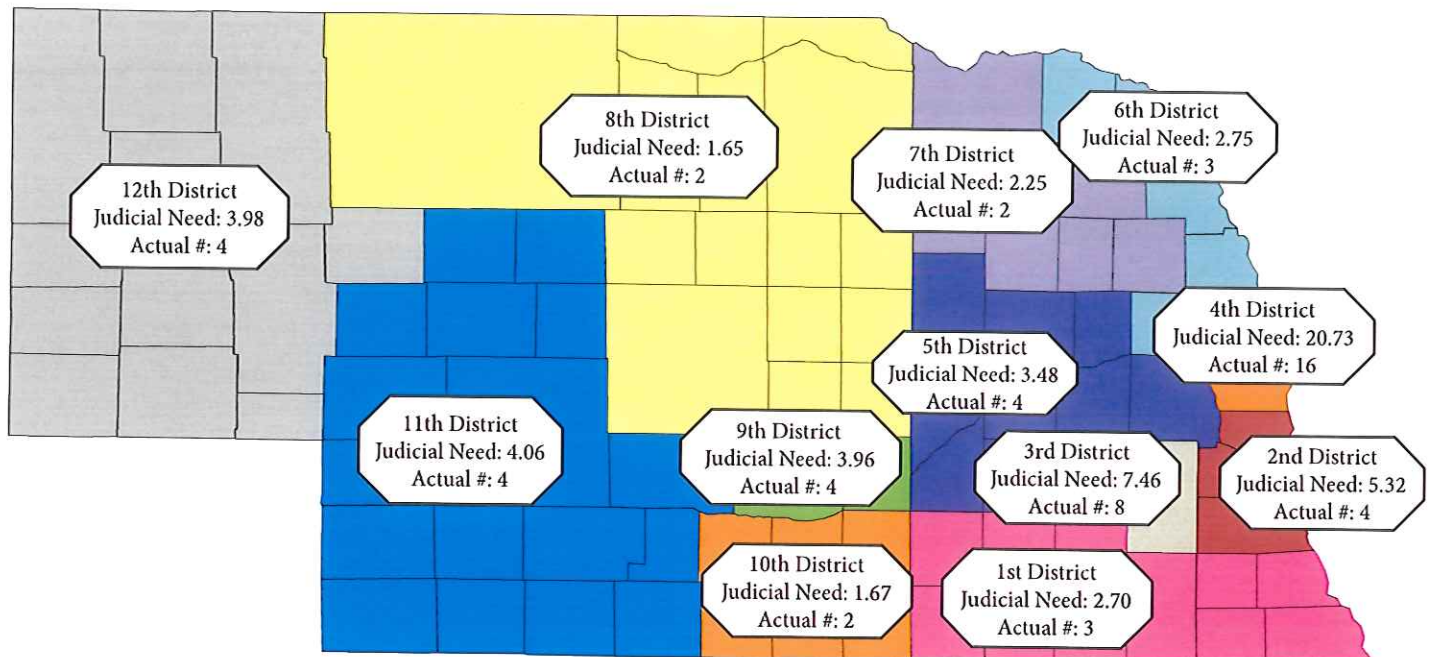 8th District
Judicial Need: 1.65
Actual #: 2
6th District
Judicial Need: 2.75
Actual #: 3
7th District
Judicial Need: 2.25
Actual #: 2
12th District
Judicial Need: 3.98
Actual #: 4
4th District
Judicial Need: 20.73
Actual #: 16
5th District
Judicial Need: 3.48
Actual #: 4
11th District
Judicial Need: 4.06
Actual #: 4
9th District
Judicial Need: 3.96
Actual #: 4
3rd District
Judicial Need: 7.46
Actual #: 8
2nd District
Judicial Need: 5.32
Actual #: 4
10th District
Judicial Need: 1.67
Actual #: 2
1st District
Judicial Need: 2.70
Actual #: 3